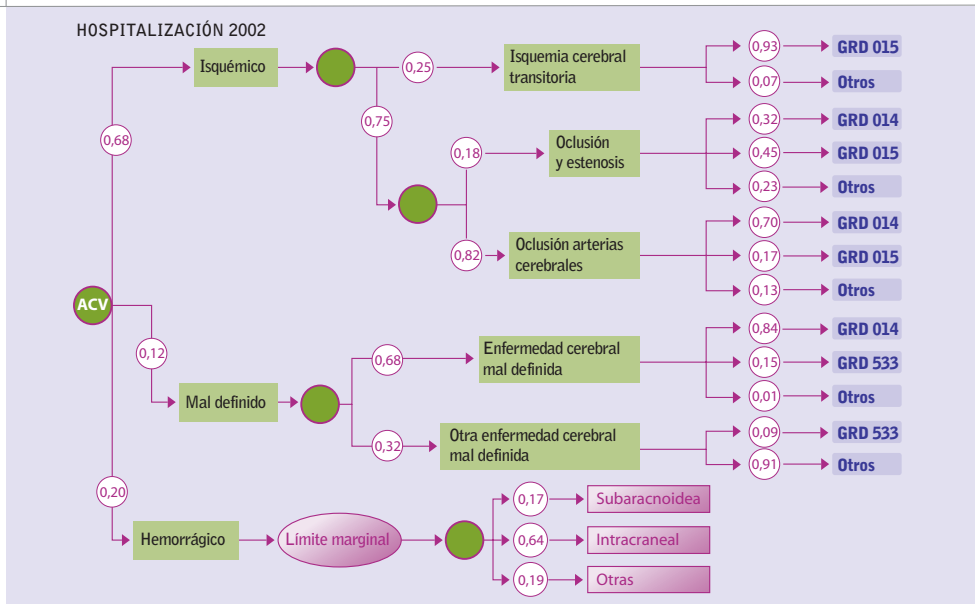 HOSPITALIZACIÓN 2002
Isquémico
0,25
Isquemia cerebral
transitoria
0,93
GRD 015
0,07
Otros
0,68
0,75
0,18
Oclusión
y estenosis
0,32
GRD 014
0,45
GRD 015
0,23
Otros
0,82
Oclusión arterias
cerebrales
0,70
GRD 014
0,17
GRD 015
0,13
Otros
ACV
0,12
Mal definido
0,68
Enfermedad cerebral
mal definida
0,84
GRD 014
0,15
GRD 533
0,01
Otros
0,32
Otra enfermedad cerebral
mal definida
0,09
GRD 533
0,91
Otros
0,20
Hemorrágico
Límite marginal
0,17
Subaracnoidea
0,64
Intracraneal
0,19
Otras